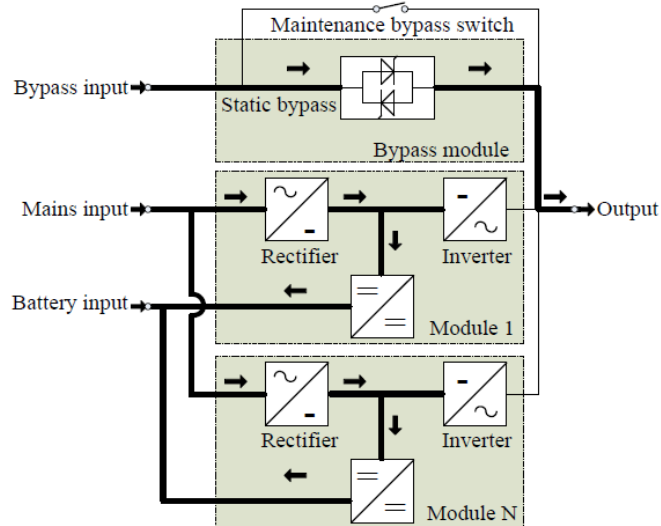 Maintenance bypass switch
Bypass input
Static bypass
Bypass module
Mains input
Output
Rectifier
Inverter
Battery input
Module 1
Rectifier
Inverter
Module N